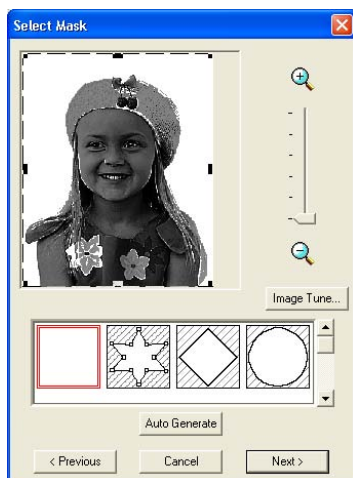 Select Mask
Image Tune...
Auto Generate
< Previous
Cancel
Next >